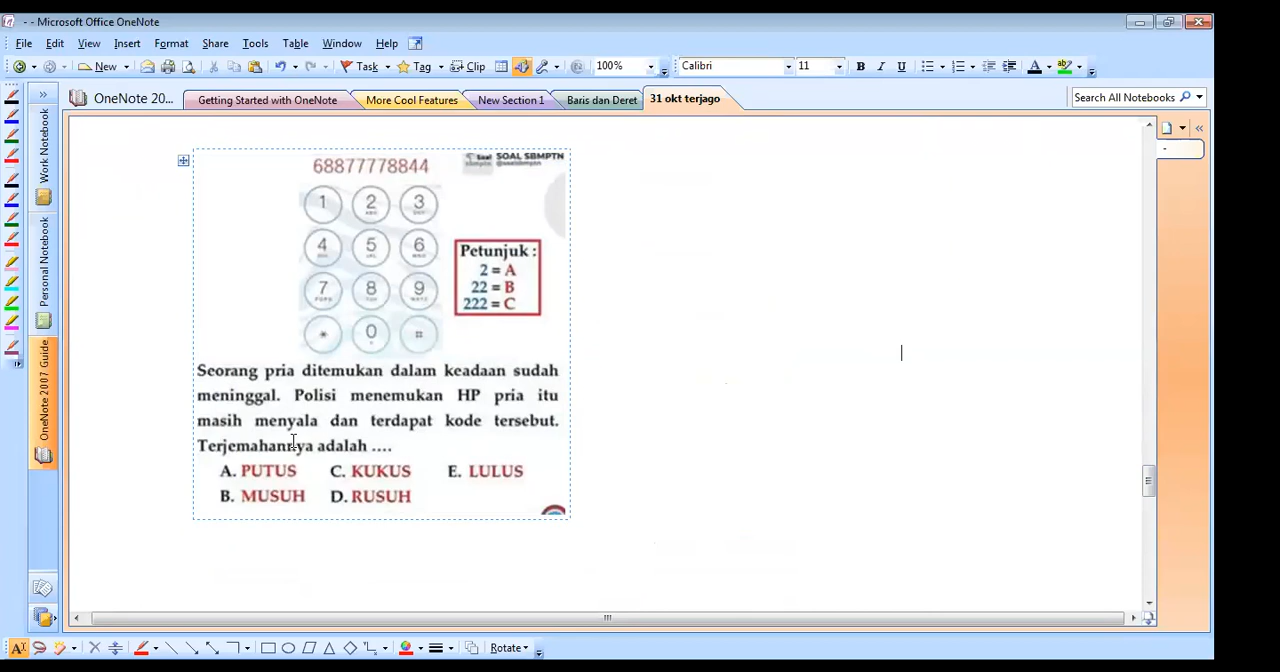 - - Microsoft Office OneNote
File Edit View Insert Format Share Tools Table Window Help
New Task Tag Clip 100% Calibri 11 B I U A ab
OneNote 20... Getting Started with OneNote More Cool Features New Section 1 Baris dan Deret 31 okt terjago Search All Notebooks
Work Notebook
Personal Notebook
OneNote 2007 Guide
-
68877778844
Soal SOAL SBMPTN
sbmptn @soalsbmptn
1 2 3
4 5 6
7 8 9
* 0 #
Petunjuk :
2 = A
22 = B
222 = C
Seorang pria ditemukan dalam keadaan sudah
meninggal. Polisi menemukan HP pria itu
masih menyala dan terdapat kode tersebut.
Terjemahannya adalah ....
A. PUTUS C. KUKUS E. LULUS
B. MUSUH D. RUSUH
A Rotate